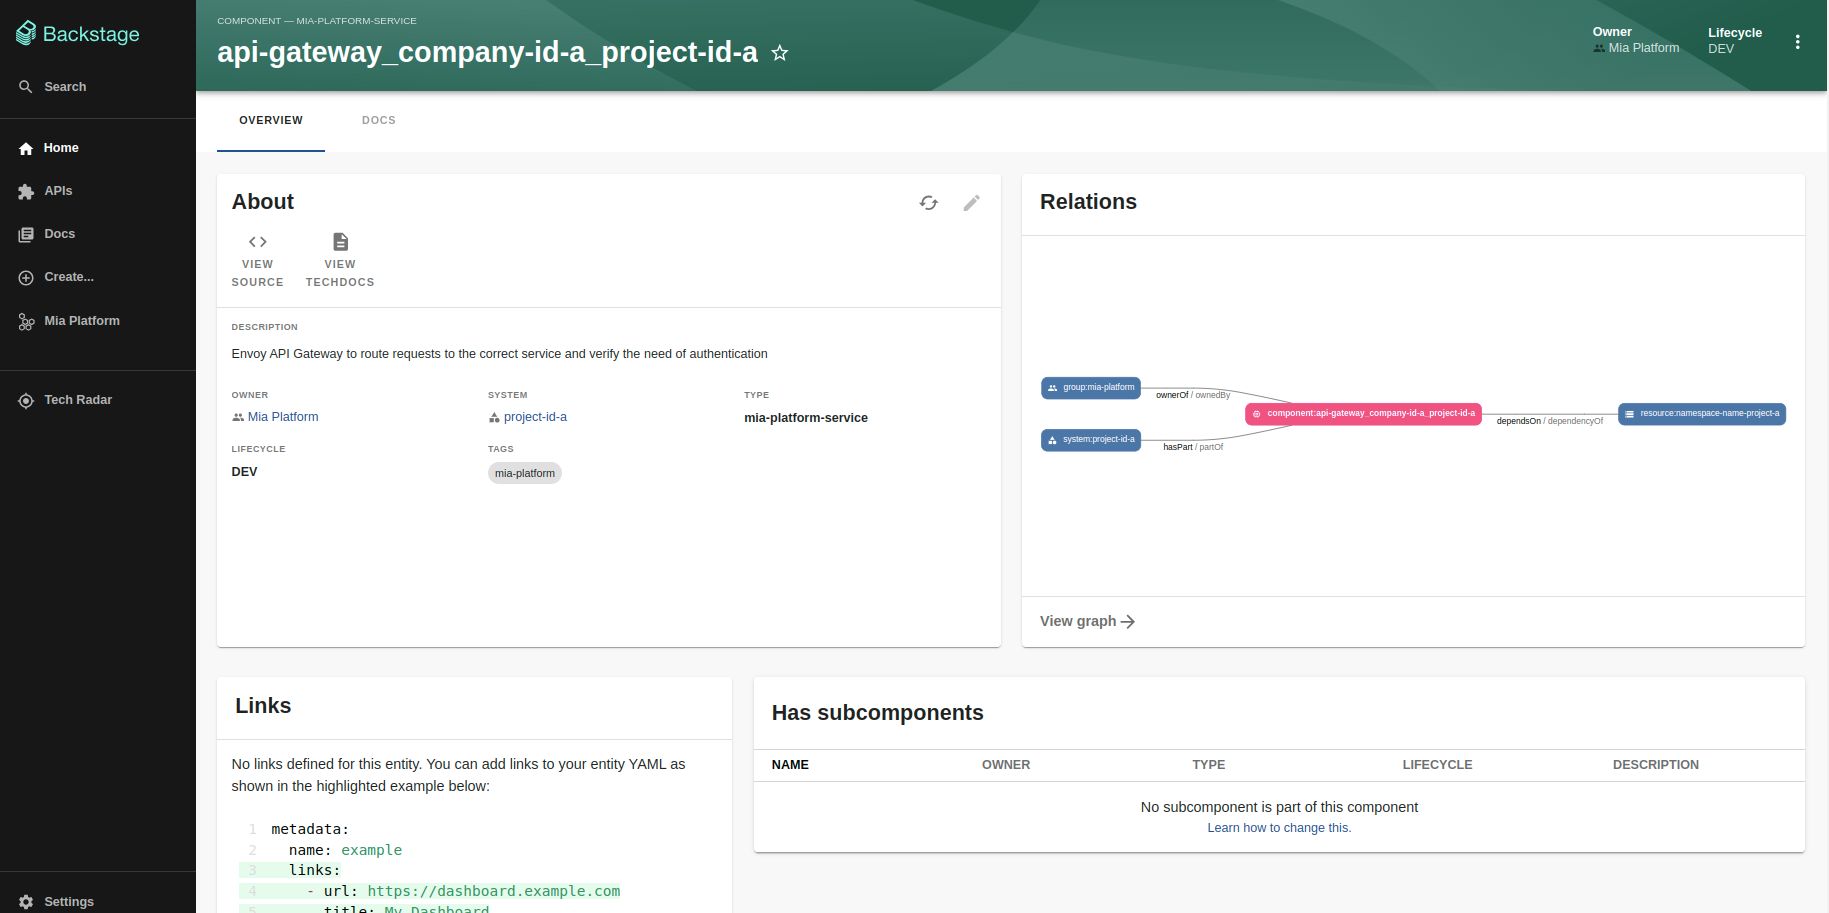 Backstage
Search
Home
APIs
Docs
Create...
Mia Platform
Tech Radar
Settings
COMPONENT — MIA-PLATFORM-SERVICE
api-gateway_company-id-a_project-id-a
Owner
Mia Platform
Lifecycle
DEV
OVERVIEW
DOCS
About
VIEW
SOURCE
VIEW
TECHDOCS
DESCRIPTION
Envoy API Gateway to route requests to the correct service and verify the need of authentication
OWNER
Mia Platform
SYSTEM
project-id-a
TYPE
mia-platform-service
LIFECYCLE
DEV
TAGS
mia-platform
Relations
group:mia-platform
ownerOf / ownedBy
component:api-gateway_company-id-a_project-id-a
dependsOn / dependencyOf
resource:namespace-name-project-a
system:project-id-a
hasPart / partOf
View graph
Links
No links defined for this entity. You can add links to your entity YAML as
shown in the highlighted example below:
1 metadata:
2 name: example
3 links:
4 - url: https://dashboard.example.com
5 title: My Dashboard
Has subcomponents
NAME OWNER TYPE LIFECYCLE DESCRIPTION
No subcomponent is part of this component
Learn how to change this.